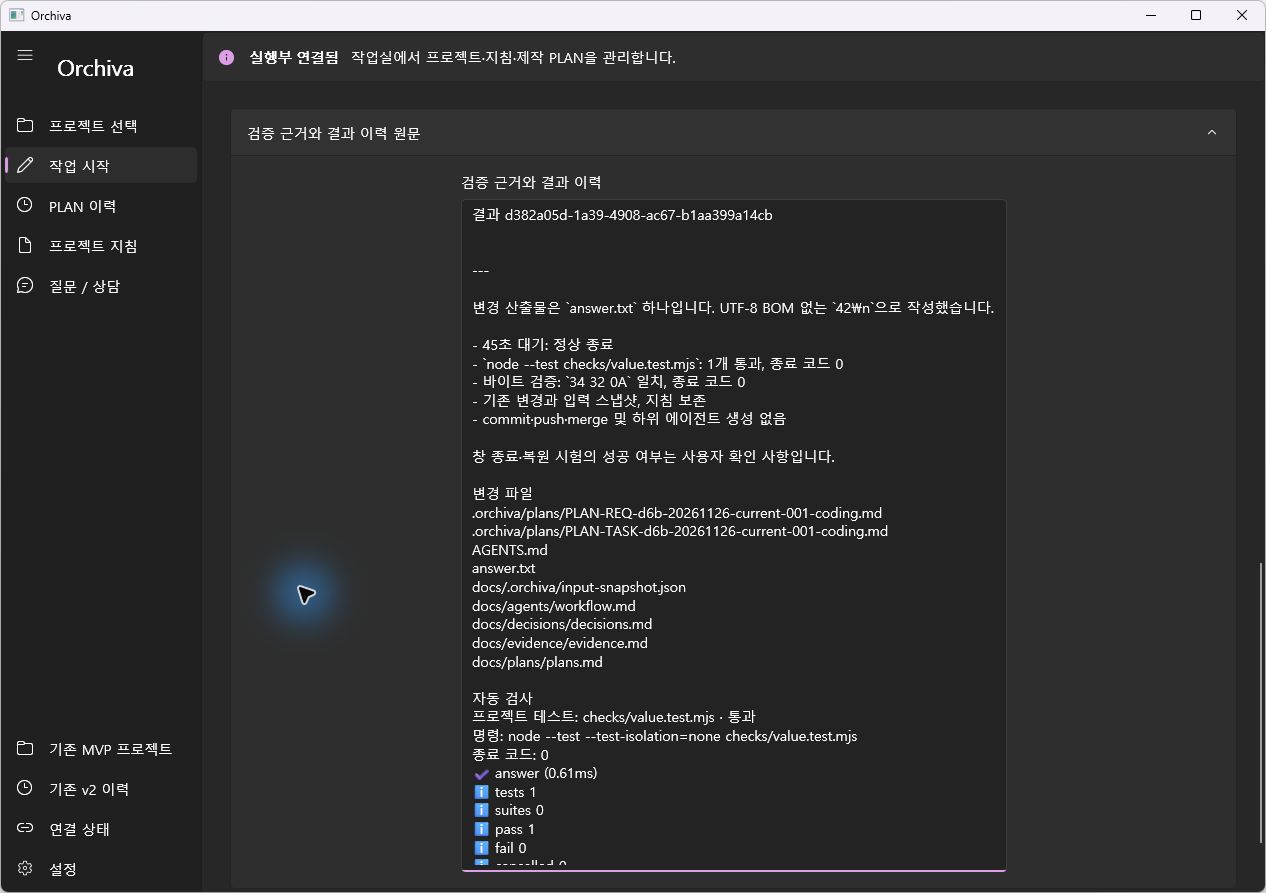 Orchiva
Orchiva
프로젝트 선택
작업 시작
PLAN 이력
프로젝트 지침
질문 / 상담
기존 MVP 프로젝트
기존 v2 이력
연결 상태
설정
실행부 연결됨 작업실에서 프로젝트·지침·제작 PLAN을 관리합니다.
검증 근거와 결과 이력 원문
검증 근거와 결과 이력
결과 d382a05d-1a39-4908-ac67-b1aa399a14cb
---
변경 산출물은 `answer.txt` 하나입니다. UTF-8 BOM 없는 `42₩n`으로 작성했습니다.
- 45초 대기: 정상 종료
- `node --test checks/value.test.mjs`: 1개 통과, 종료 코드 0
- 바이트 검증: `34 32 0A` 일치, 종료 코드 0
- 기존 변경과 입력 스냅샷, 지침 보존
- commit·push·merge 및 하위 에이전트 생성 없음
창 종료·복원 시험의 성공 여부는 사용자 확인 사항입니다.
변경 파일
.orchiva/plans/PLAN-REQ-d6b-20261126-current-001-coding.md
.orchiva/plans/PLAN-TASK-d6b-20261126-current-001-coding.md
AGENTS.md
answer.txt
docs/.orchiva/input-snapshot.json
docs/agents/workflow.md
docs/decisions/decisions.md
docs/evidence/evidence.md
docs/plans/plans.md
자동 검사
프로젝트 테스트: checks/value.test.mjs · 통과
명령: node --test --test-isolation=none checks/value.test.mjs
종료 코드: 0
✔ answer (0.61ms)
ℹ tests 1
ℹ suites 0
ℹ pass 1
ℹ fail 0
ℹ cancelled 0